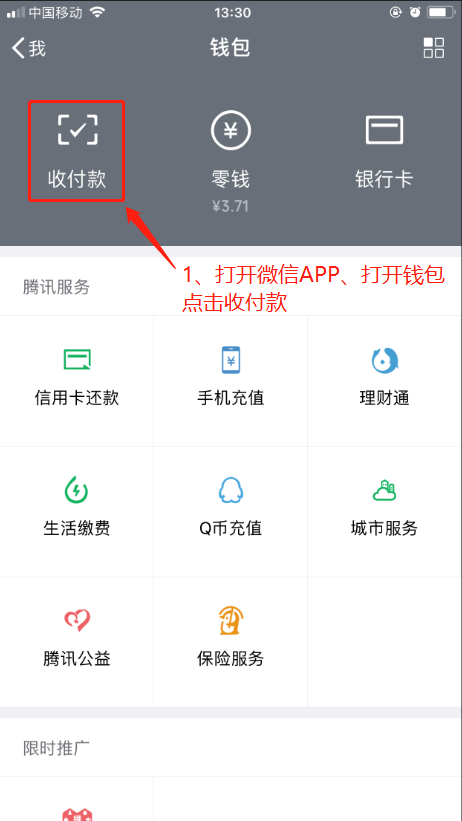 中国移动 13:30
我 钱包
收付款 零钱 银行卡
¥3.71
1、打开微信APP、打开钱包
点击收付款
腾讯服务
信用卡还款 手机充值 理财通
生活缴费 Q币充值 城市服务
腾讯公益 保险服务
限时推广